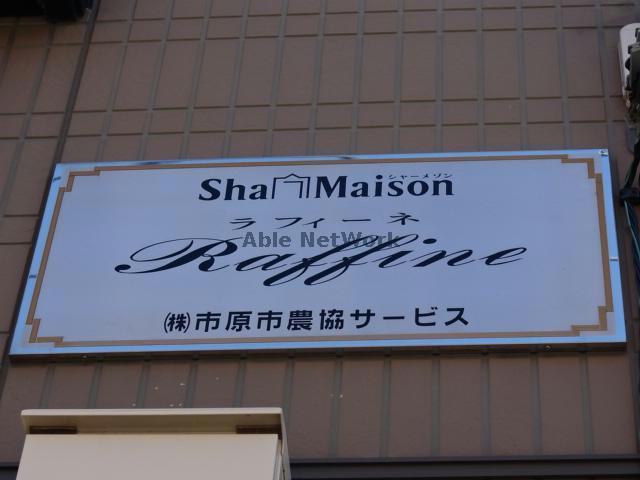 シャーメゾン
Sha Maison
ラフィーネ
Able NetWork
Raffine
㈱市原市農協サービス